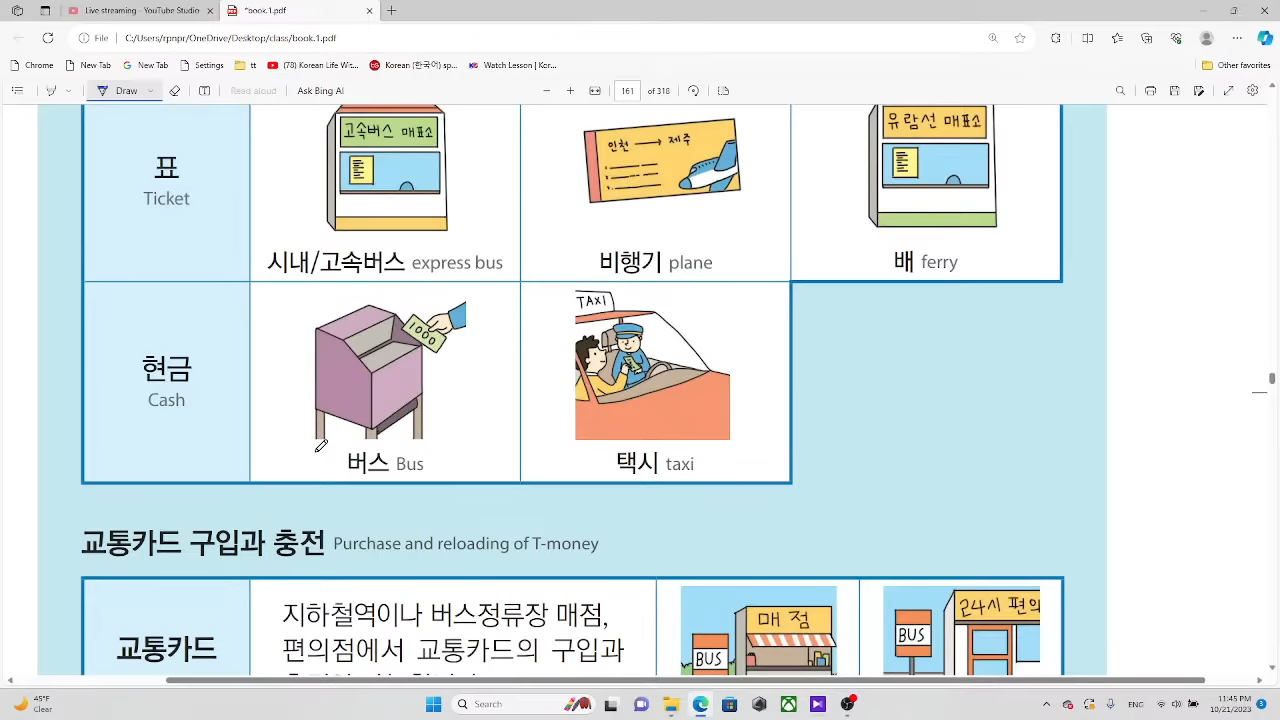 Live streaming - YouTube Studio
*book.1.pdf
File
C:/Users/rpnpr/OneDrive/Desktop/class/book.1.pdf
Chrome
New Tab
New Tab
Settings
tt
(78) Korean Life Wi...
Korean (한국어) sp...
Watch Lesson | Kor...
Other favorites
Draw
Read aloud
Ask Bing AI
161
of 318
표
Ticket
고속버스 매표소
인천 → 제주
유람선 매표소
시내/고속버스 express bus
비행기 plane
배 ferry
현금
Cash
1000
TAXI
버스 Bus
택시 taxi
교통카드 구입과 충전 Purchase and reloading of T-money
교통카드
지하철역이나 버스정류장 매점,
편의점에서 교통카드의 구입과
매점
BUS
24시 편의
BUS
45°F
Clear
Search
ENG
11:45 PM
10/22/2023
3